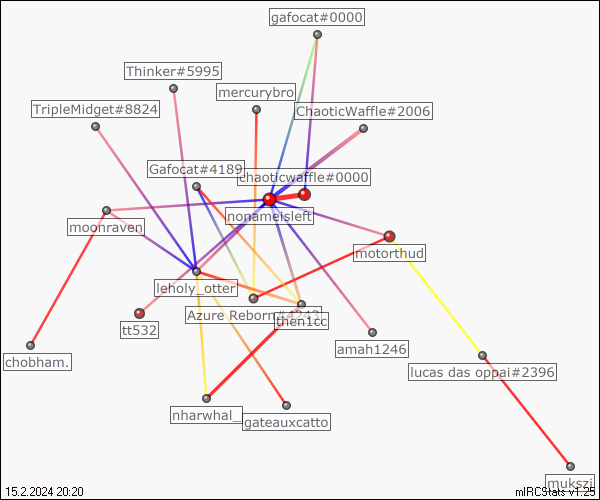 gafocat#0000
Thinker#5995
mercurybro
TripleMidget#8824
ChaoticWaffle#2006
Gafocat#4189
chaoticwaffle#0000
nonameisleft
moonraven
motorthud
leholy_otter
Azure Reborn#4243
then1cc
tt532
amah1246
chobham.
lucas das oppai#2396
nharwhal_
gateauxcatto
mukszi
15.2.2024 20:20
mIRCStats v1.25